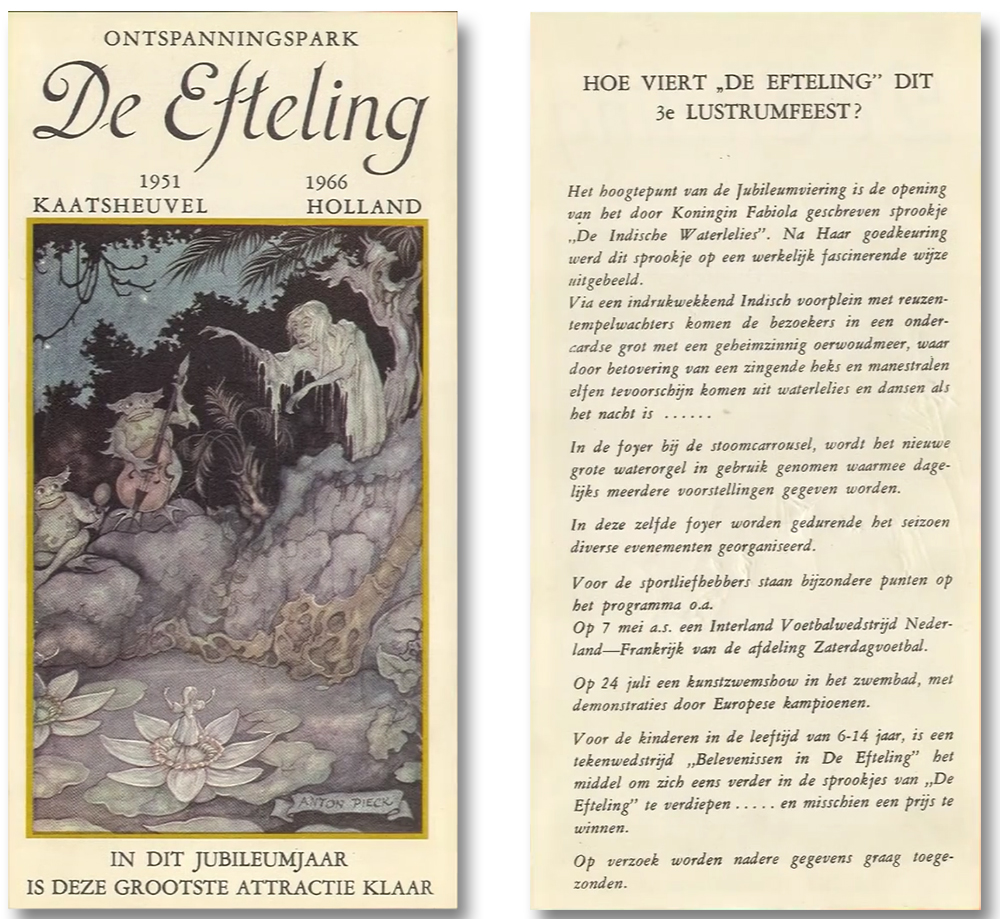 ONTSPANNINGSPARK
De Efteling
1951 1966
KAATSHEUVEL HOLLAND
ANTON PIECK
IN DIT JUBILEUMJAAR
IS DEZE GROOTSTE ATTRACTIE KLAAR
HOE VIERT „DE EFTELING” DIT
3e LUSTRUMFEEST?
Het hoogtepunt van de Jubileumviering is de opening
van het door Koningin Fabiola geschreven sprookje
„De Indische Waterlelies”. Na Haar goedkeuring
werd dit sprookje op een werkelijk fascinerende wijze
uitgebeeld.
Via een indrukwekkend Indisch voorplein met reuzen-
tempelwachters komen de bezoekers in een onder-
aardse grot met een geheimzinnig oerwoudmeer, waar
door betovering van een zingende heks en manestralen
elfen tevoorschijn komen uit waterlelies en dansen als
het nacht is ......
In de foyer bij de stoomcarrousel, wordt het nieuwe
grote waterorgel in gebruik genomen waarmee dage-
lijks meerdere voorstellingen gegeven worden.
In deze zelfde foyer worden gedurende het seizoen
diverse evenementen georganiseerd.
Voor de sportliefhebbers staan bijzondere punten op
het programma o.a.
Op 7 mei a.s. een Interland Voetbalwedstrijd Neder-
land—Frankrijk van de afdeling Zaterdagvoetbal.
Op 24 juli een kunstzwemshow in het zwembad, met
demonstraties door Europese kampioenen.
Voor de kinderen in de leeftijd van 6-14 jaar, is een
tekenwedstrijd „Belevenissen in De Efteling” het
middel om zich eens verder in de sprookjes van „De
Efteling” te verdiepen ..... en misschien een prijs te
winnen.
Op verzoek worden nadere gegevens graag toege-
zonden.